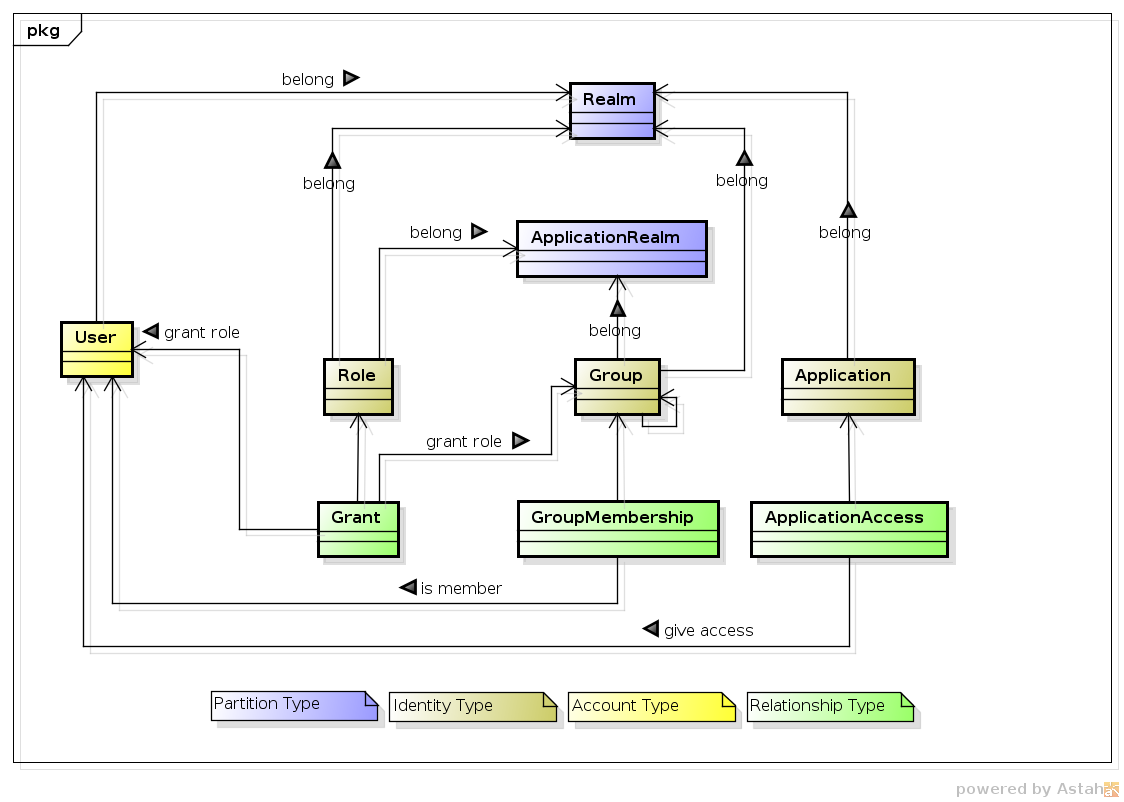 pkg
belong
Realm
belong
belong
belong
belong
ApplicationRealm
belong
User
grant role
Role
Group
Application
grant role
Grant
GroupMembership
ApplicationAccess
is member
give access
Partition Type
Identity Type
Account Type
Relationship Type
powered by Astah